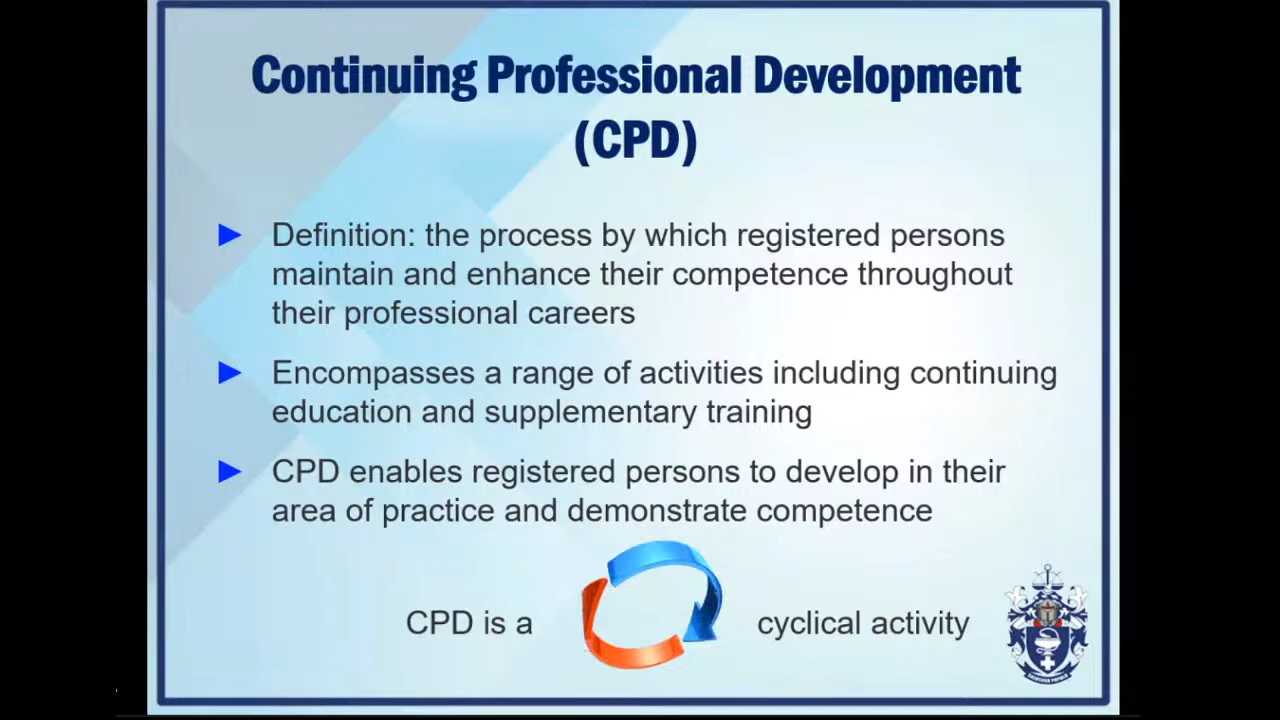 Continuing Professional Development
(CPD)
Definition: the process by which registered persons
maintain and enhance their competence throughout
their professional careers
Encompasses a range of activities including continuing
education and supplementary training
CPD enables registered persons to develop in their
area of practice and demonstrate competence
CPD is a cyclical activity